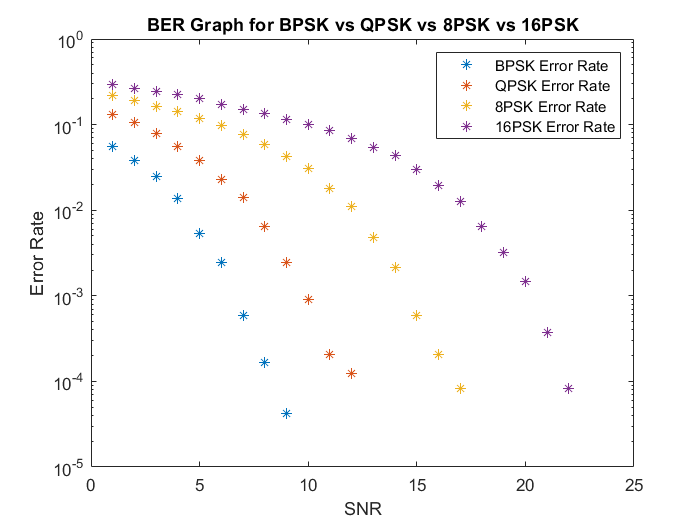 BER Graph for BPSK vs QPSK vs 8PSK vs 16PSK
BPSK Error Rate
QPSK Error Rate
8PSK Error Rate
16PSK Error Rate
Error Rate
10^0
10^-1
10^-2
10^-3
10^-4
10^-5
0 5 10 15 20 25
SNR